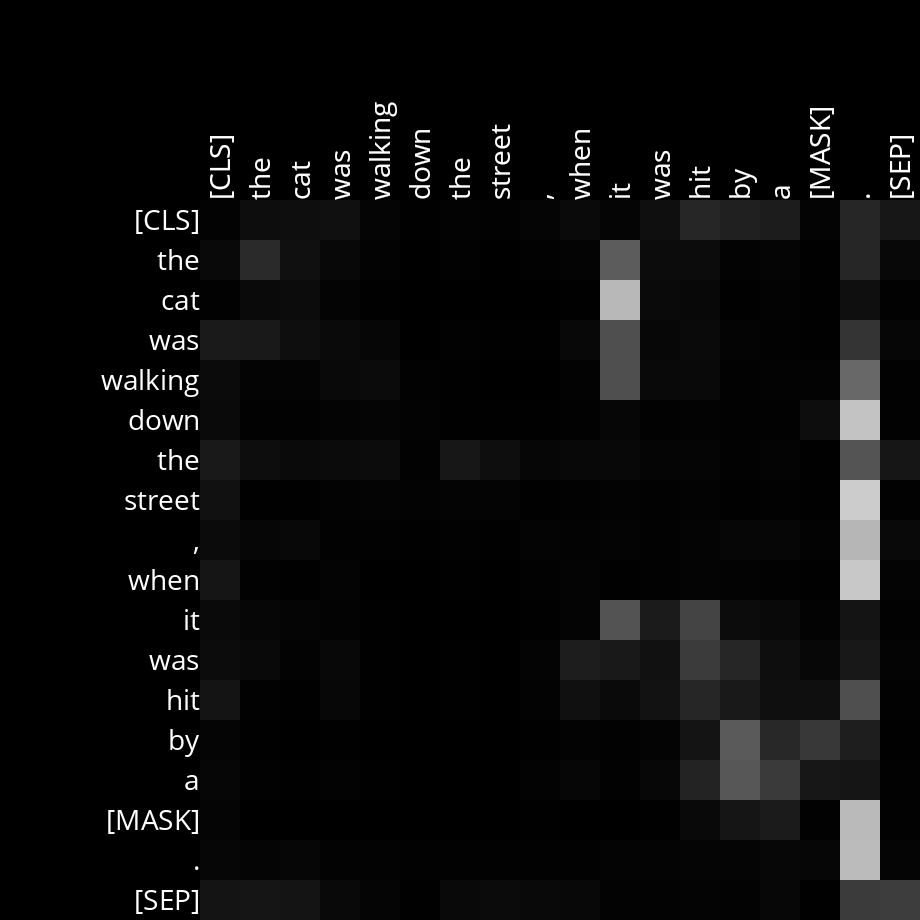 [CLS] the cat was walking down the street , when it was hit by a [MASK] . [SEP]
[CLS]
the
cat
was
walking
down
the
street
,
when
it
was
hit
by
a
[MASK]
.
[SEP]